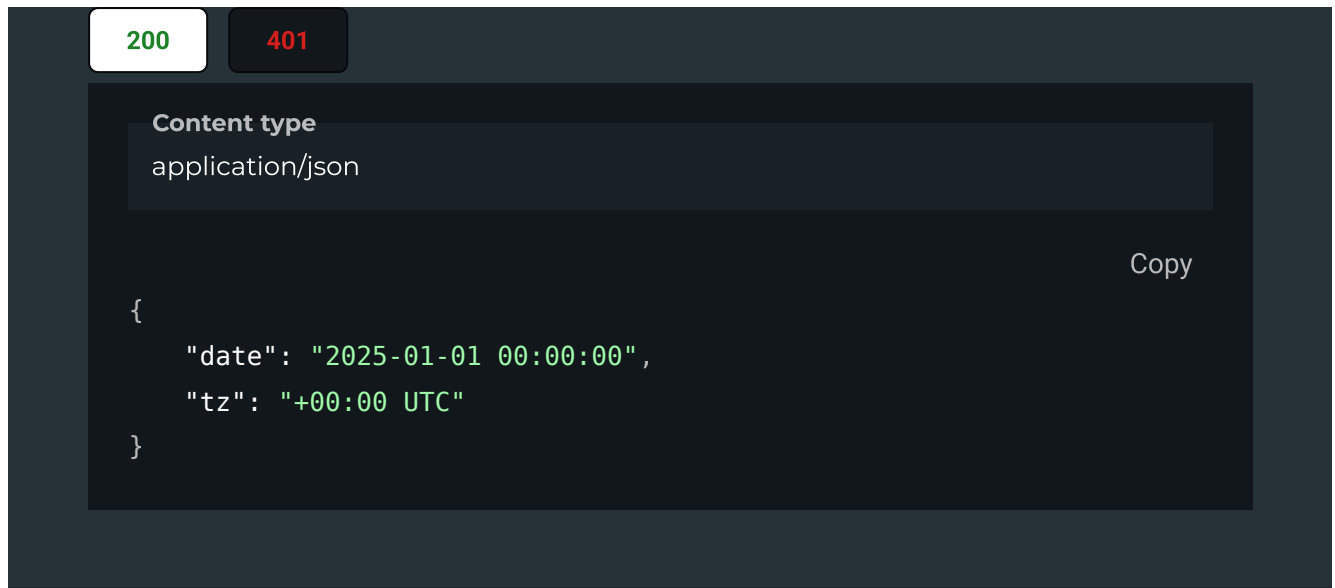 200 401
Content type
application/json
Copy
{
    "date": "2025-01-01 00:00:00",
    "tz": "+00:00 UTC"
}